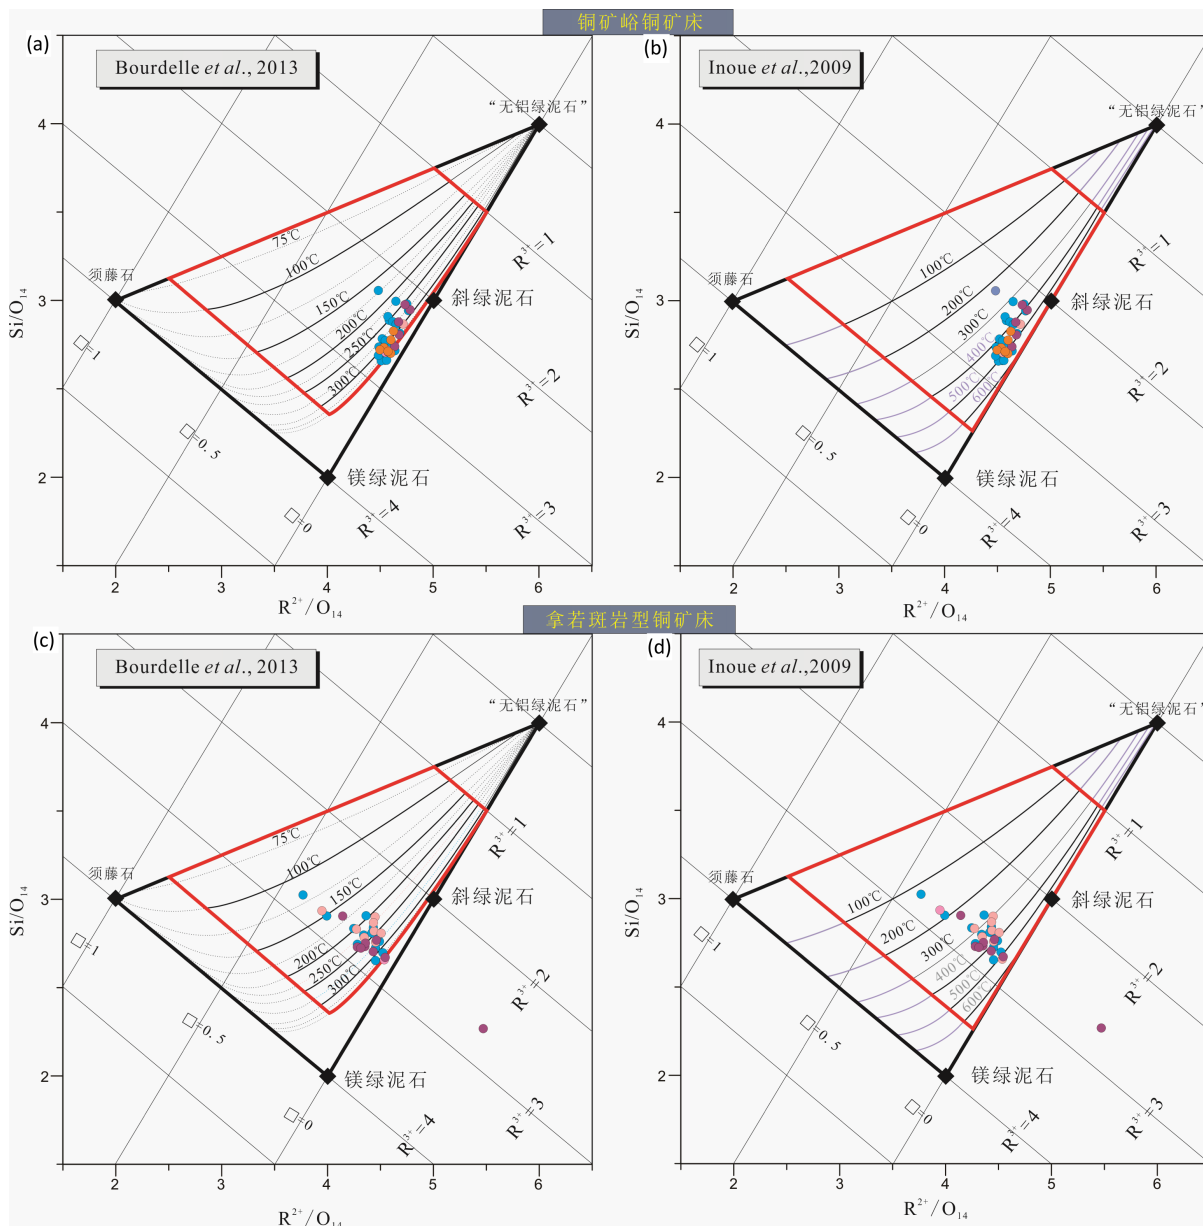 铜矿峪铜矿床
(a)
Bourdelle et al., 2013
“无铝绿泥石”
4
75℃
100℃
150℃
200℃
250℃
300℃
须藤石
3
斜绿泥石
R³⁺=1
R³⁺=2
R³⁺=3
R³⁺=4
□=1
□=0.5
□=0
2
镁绿泥石
Si/O₁₄
2
3
4
5
6
R²⁺/O₁₄
(b)
Inoue et al.,2009
“无铝绿泥石”
4
100℃
200℃
300℃
400℃
500℃
600℃
须藤石
3
斜绿泥石
R³⁺=1
R³⁺=2
R³⁺=3
R³⁺=4
□=1
□=0.5
□=0
2
镁绿泥石
Si/O₁₄
2
3
4
5
6
R²⁺/O₁₄
拿若斑岩型铜矿床
(c)
Bourdelle et al., 2013
“无铝绿泥石”
4
75℃
100℃
150℃
200℃
250℃
300℃
须藤石
3
斜绿泥石
R³⁺=1
R³⁺=2
R³⁺=3
R³⁺=4
□=1
□=0.5
□=0
2
镁绿泥石
Si/O₁₄
2
3
4
5
6
R²⁺/O₁₄
(d)
Inoue et al.,2009
“无铝绿泥石”
4
100℃
200℃
300℃
400℃
500℃
600℃
须藤石
3
斜绿泥石
R³⁺=1
R³⁺=2
R³⁺=3
R³⁺=4
□=1
□=0.5
□=0
2
镁绿泥石
Si/O₁₄
2
3
4
5
6
R²⁺/O₁₄